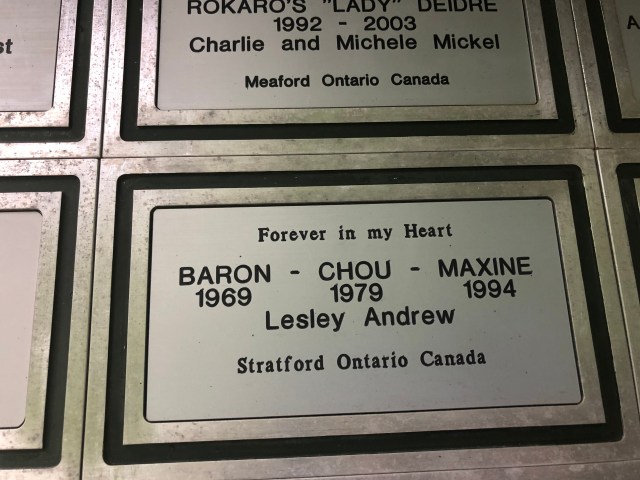 st
ROKARO'S "LADY" DEIDRE
1992 - 2003
Charlie and Michele Mickel
Meaford Ontario Canada
A
Forever in my Heart
BARON - CHOU - MAXINE
1969 1979 1994
Lesley Andrew
Stratford Ontario Canada